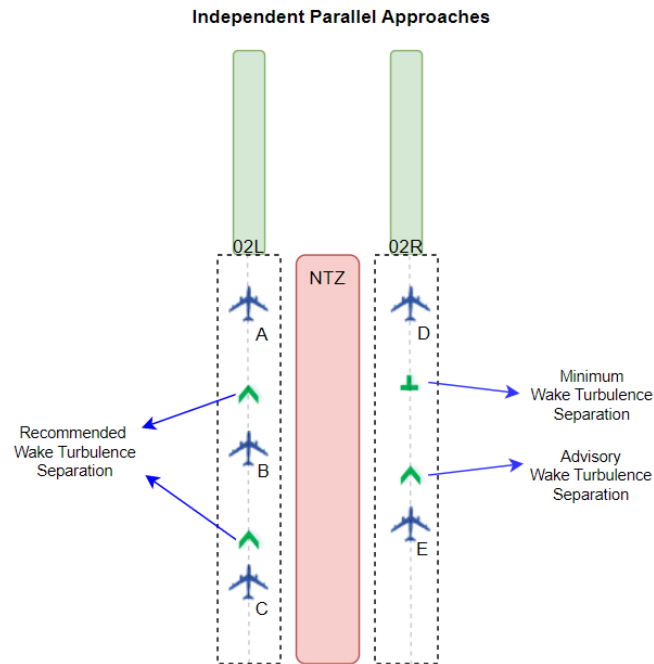 Independent Parallel Approaches
02L
02R
NTZ
A
D
Minimum
Wake Turbulence
Separation
Recommended
Wake Turbulence
Separation
B
Advisory
Wake Turbulence
Separation
E
C